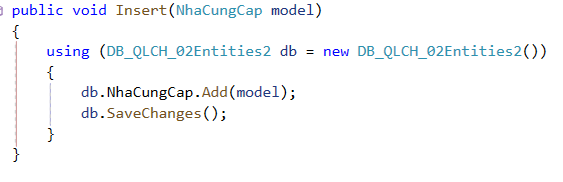 public void Insert(NhaCungCap model)
{
    using (DB_QLCH_02Entities2 db = new DB_QLCH_02Entities2())
    {
        db.NhaCungCap.Add(model);
        db.SaveChanges();
    }
}